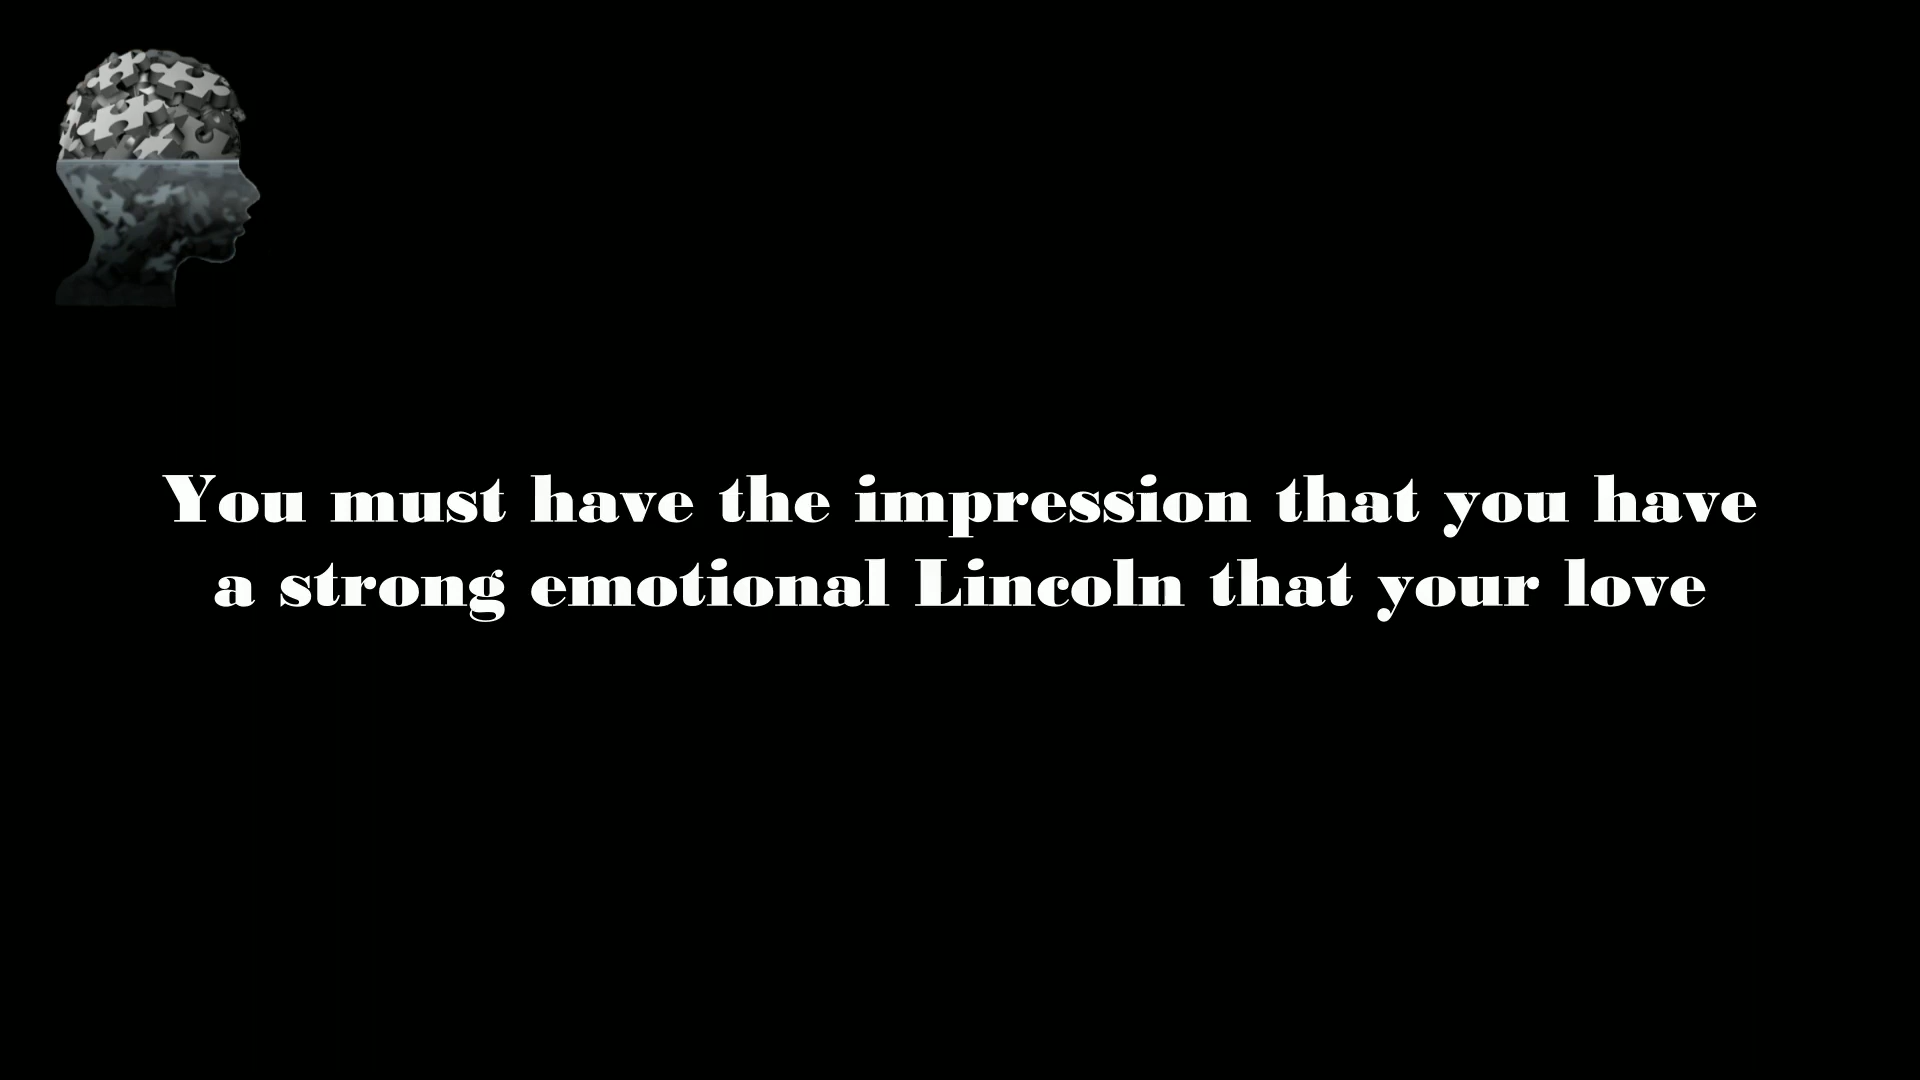 You must have the impression that you have
a strong emotional Lincoln that your love